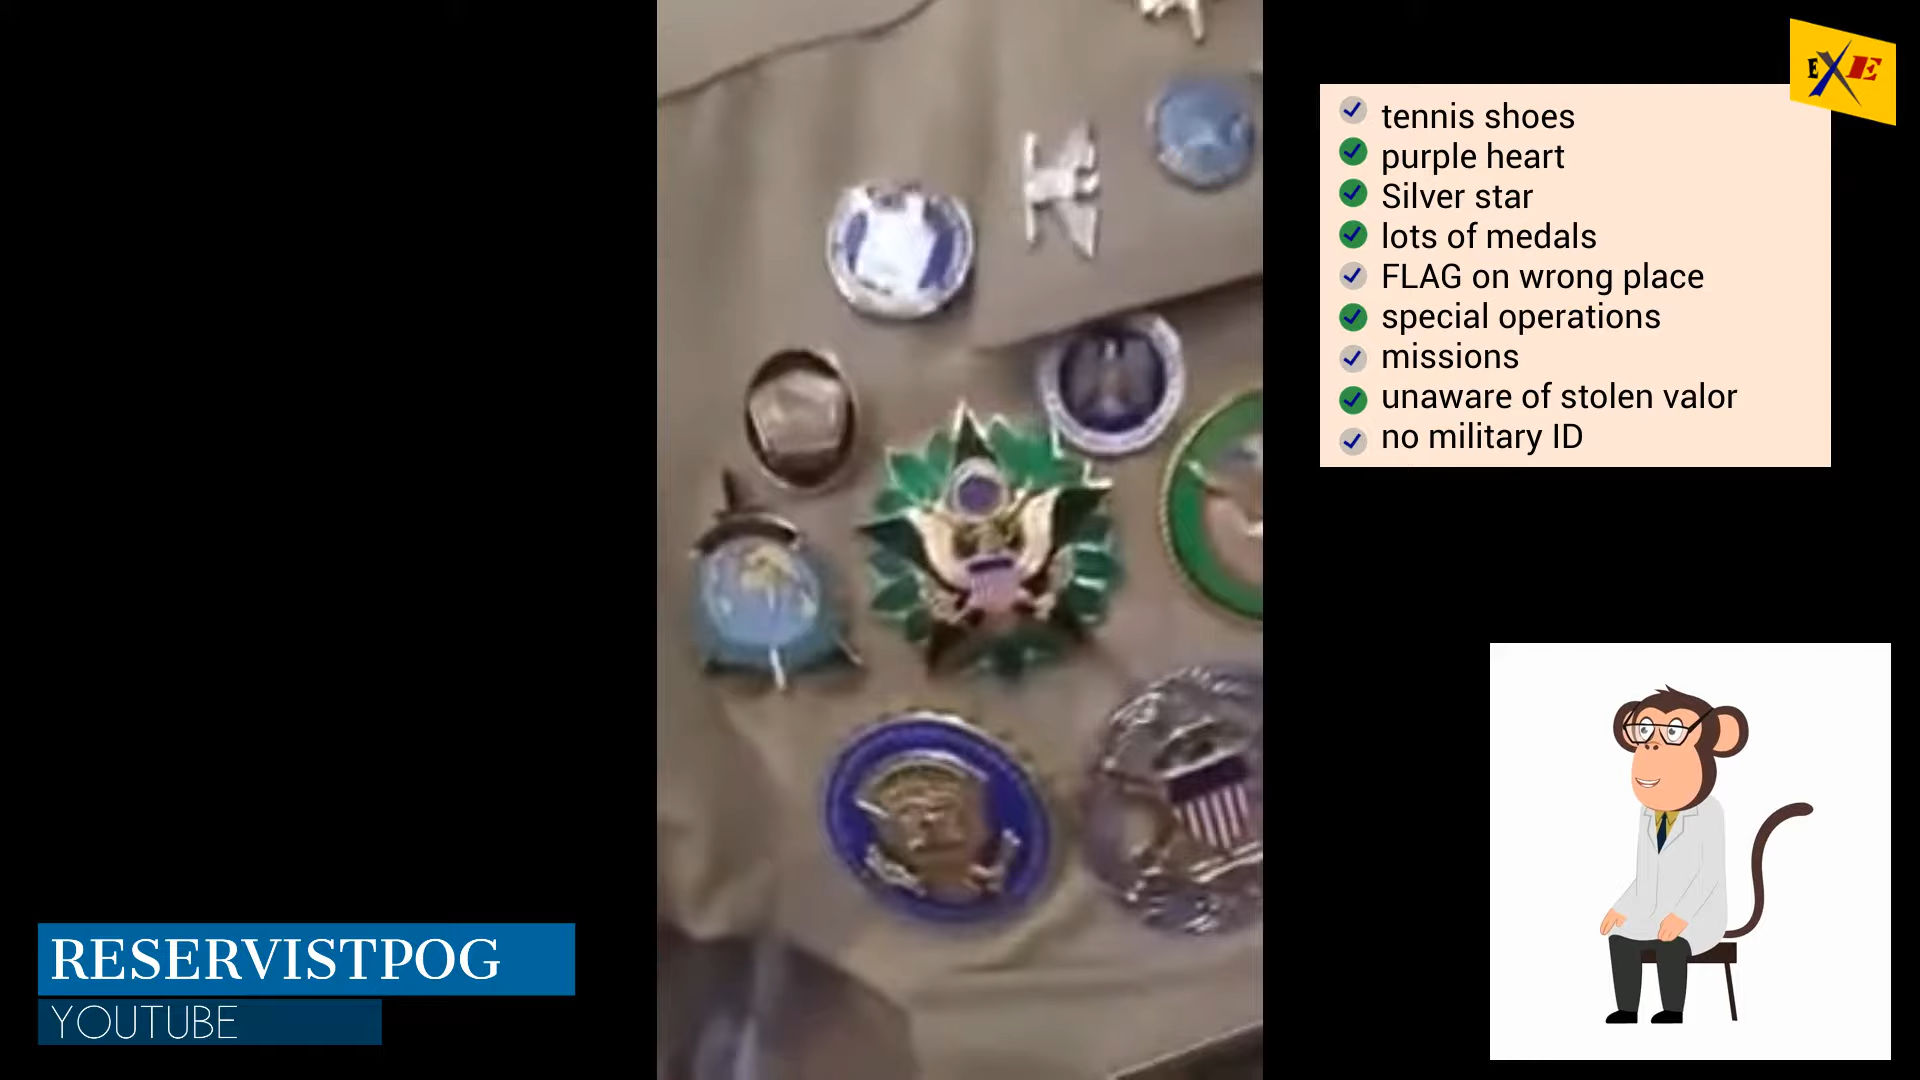 EXE
tennis shoes
purple heart
Silver star
lots of medals
FLAG on wrong place
special operations
missions
unaware of stolen valor
no military ID
RESERVISTPOG
YOUTUBE